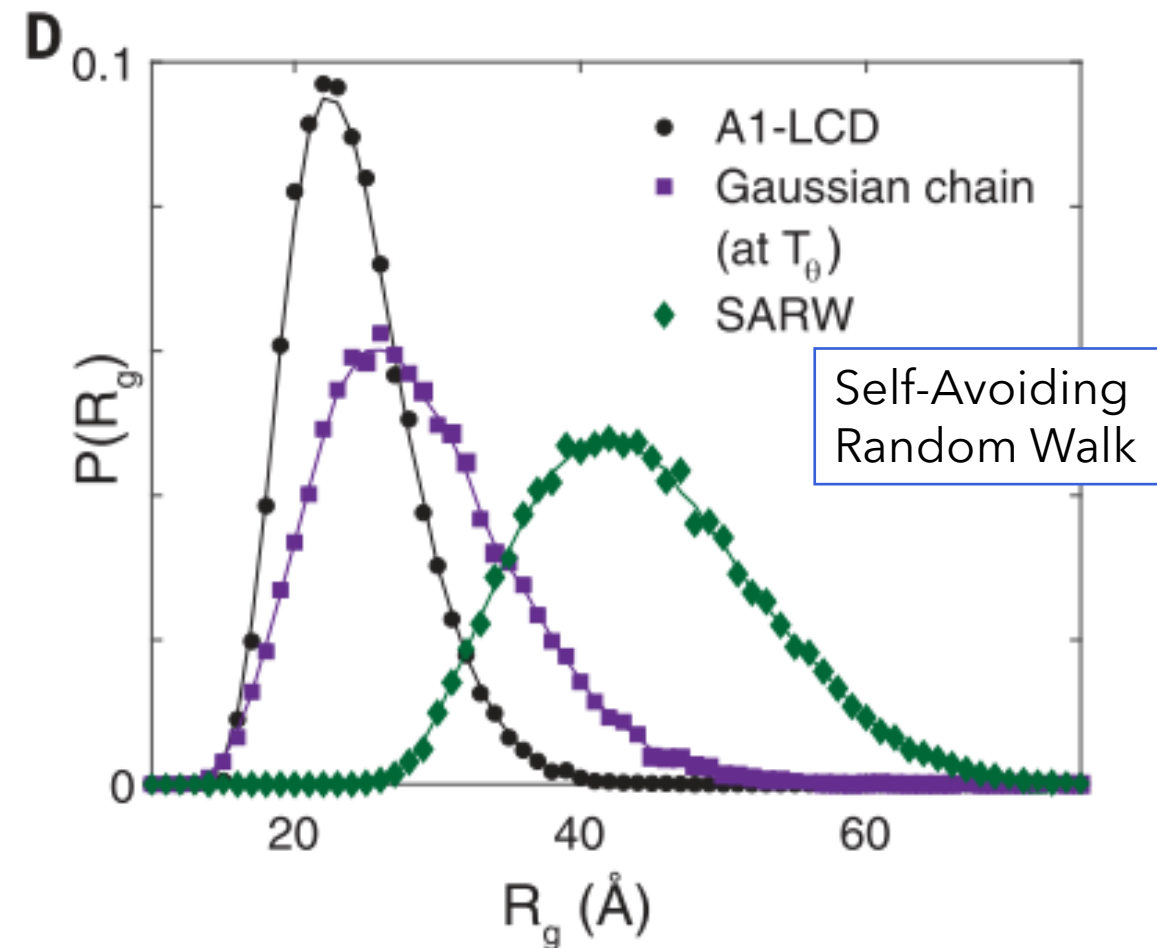 D
0.1
A1-LCD
Gaussian chain
(at Tθ)
SARW
Self-Avoiding
Random Walk
P(Rg)
0
20 40 60
Rg (Å)